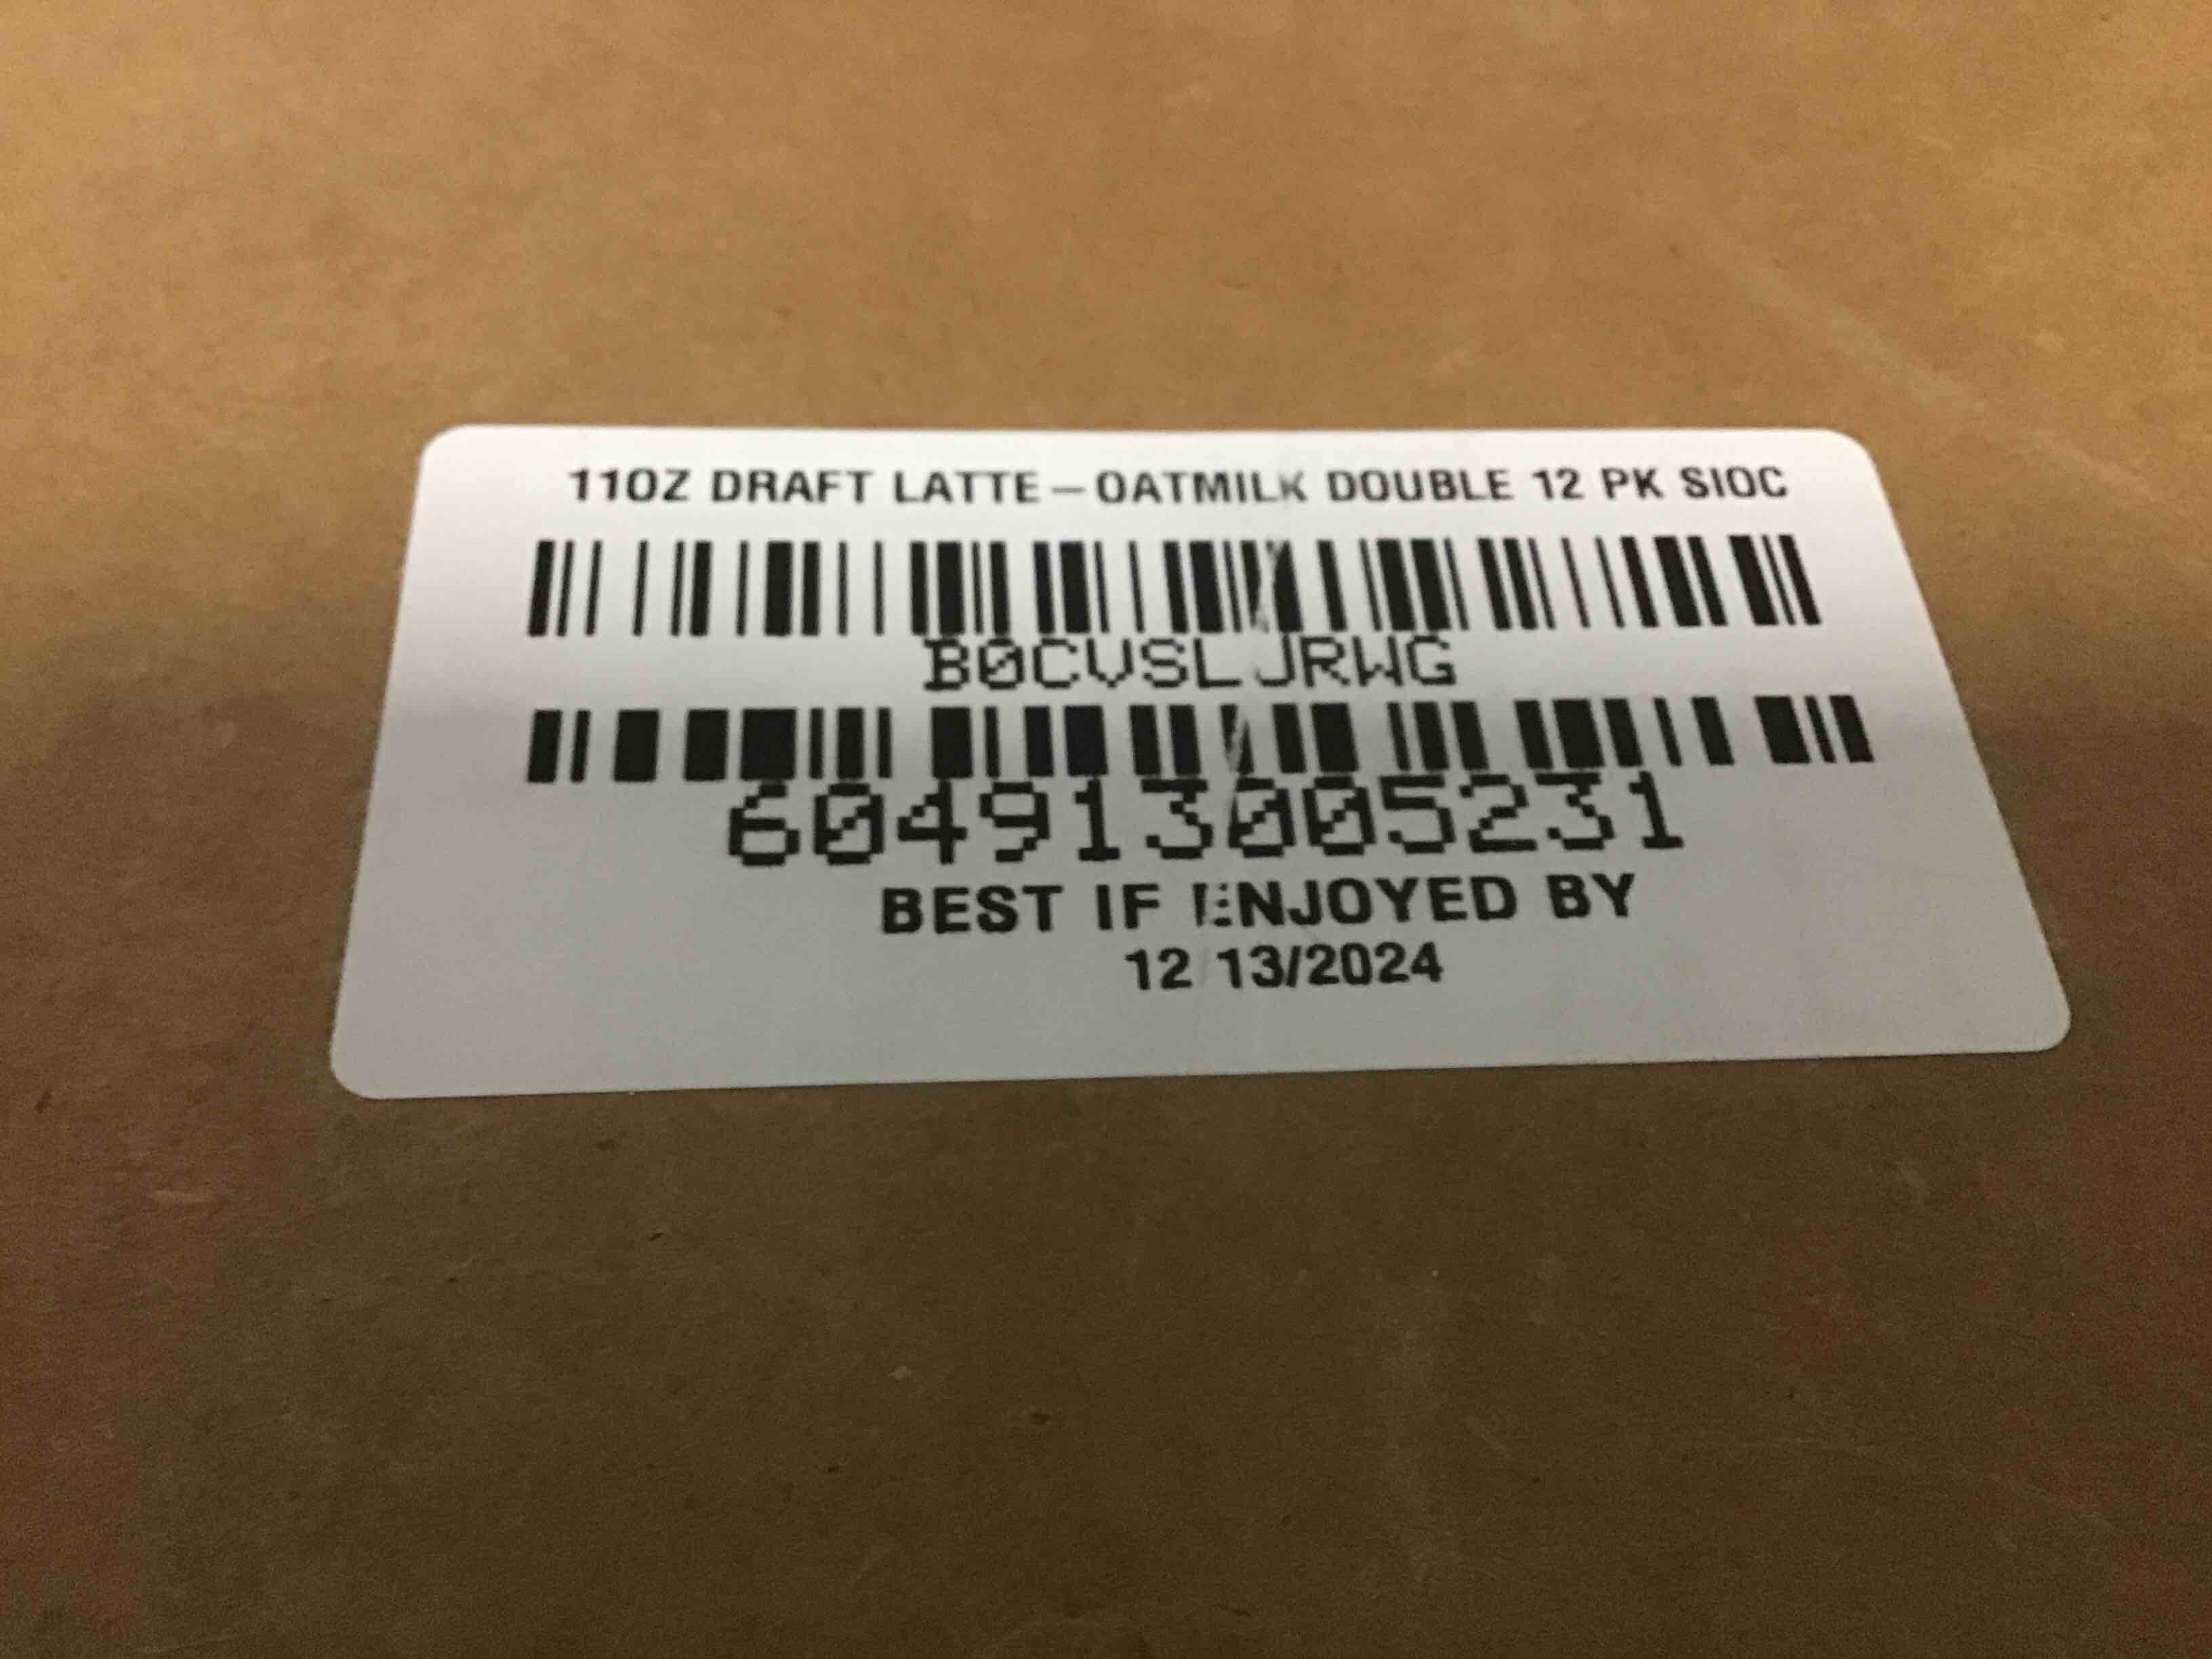 11OZ DRAFT LATTE – OATMILK DOUBLE 12 PK SIOC
B0CVSLJRWG
604913005231
BEST IF ENJOYED BY
12 13/2024